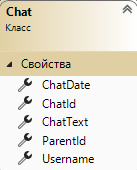 Chat
Класс
Свойства
ChatDate
ChatId
ChatText
ParentId
Username